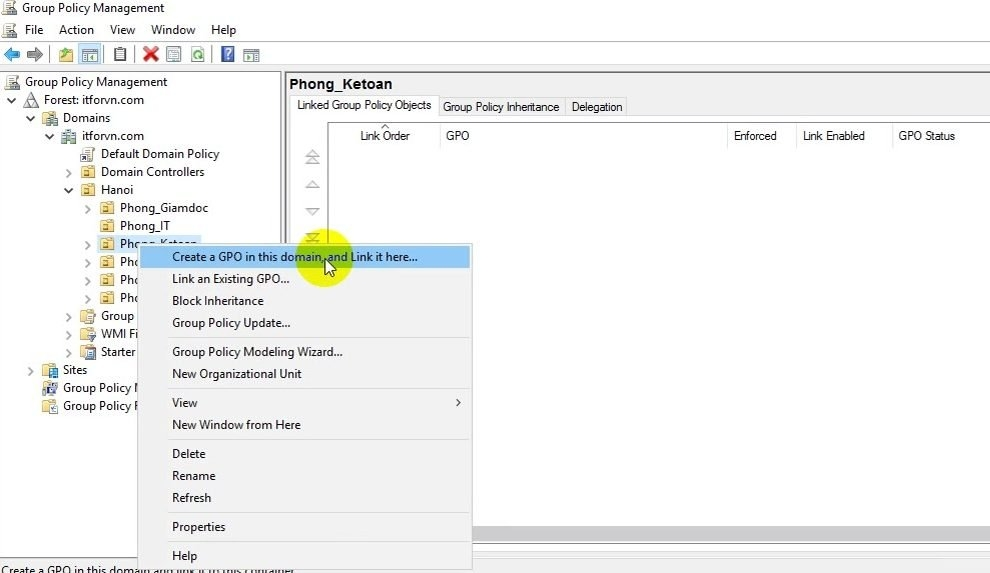 Group Policy Management
File Action View Window Help
Group Policy Management
Forest: itforvn.com
Domains
itforvn.com
Default Domain Policy
Domain Controllers
Hanoi
Phong_Giamdoc
Phong_IT
Phong_Ketoan
Pho
Pho
Pho
Group
WMI Fi
Starter
Sites
Group Policy
Group Policy
Phong_Ketoan
Linked Group Policy Objects Group Policy Inheritance Delegation
Link Order GPO Enforced Link Enabled GPO Status
Create a GPO in this domain, and Link it here...
Link an Existing GPO...
Block Inheritance
Group Policy Update...
Group Policy Modeling Wizard...
New Organizational Unit
View
New Window from Here
Delete
Rename
Refresh
Properties
Help
Create a GPO in this domain and link it to this container